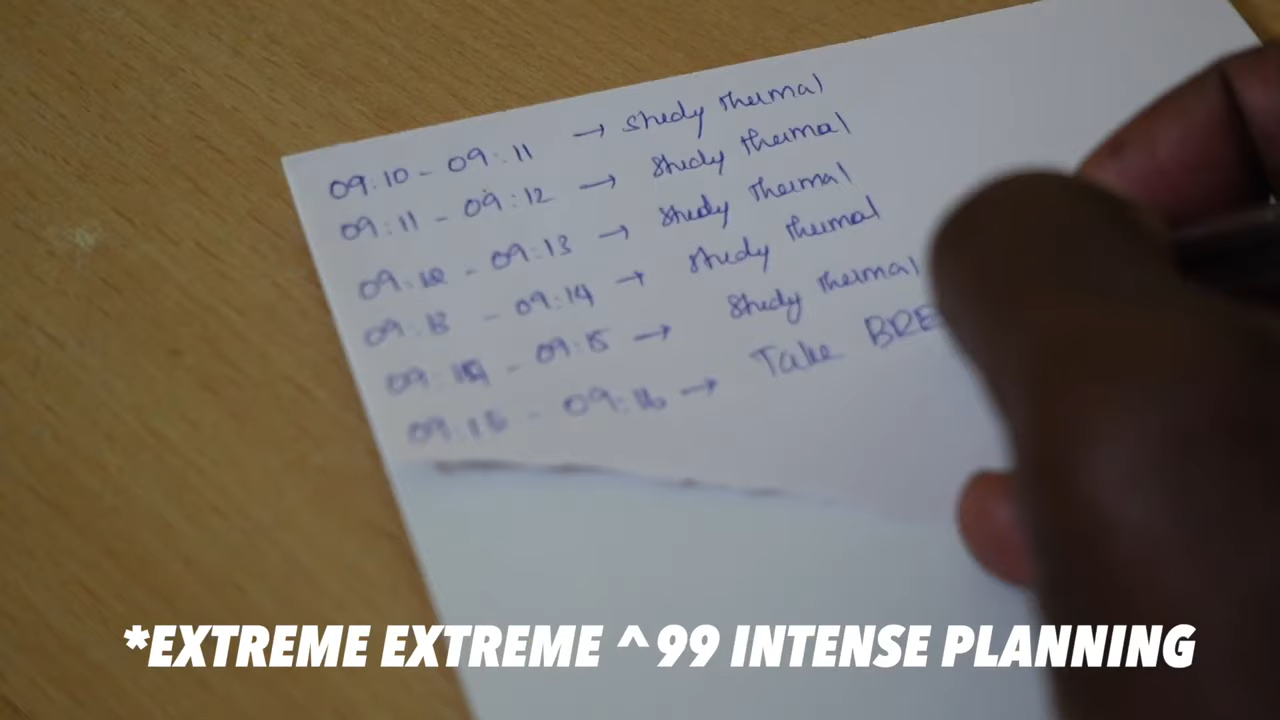 09:10 - 09:11 → Study thermal
09:11 - 09:12 → Study thermal
09:12 - 09:13 → Study thermal
09:13 - 09:14 → Study thermal
09:14 - 09:15 → Study thermal
09:15 - 09:16 → Take BRE
*EXTREME EXTREME ^99 INTENSE PLANNING